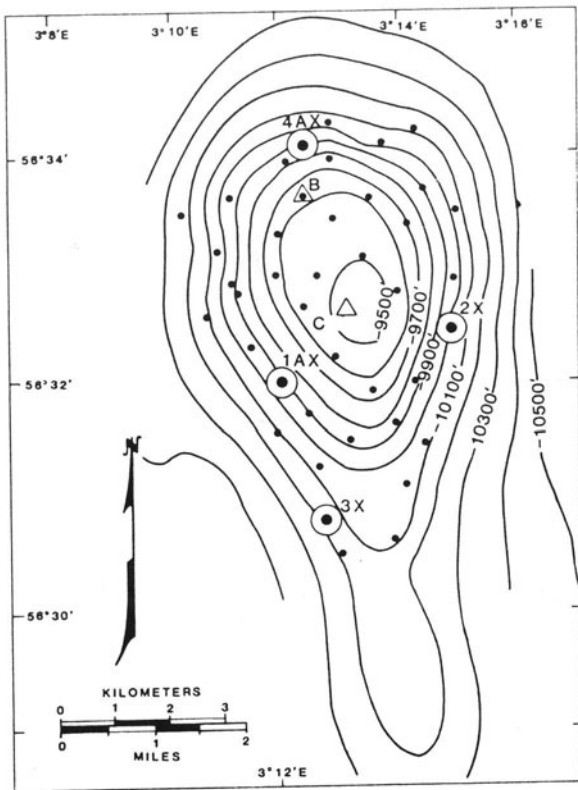 3°8'E
3°10'E
3°14'E
3°16'E
4AX
56°34'
B
-9500'
-9700'
-9900'
-10100'
-10300'
-10500'
2X
C
1AX
56°32'
N
3X
56°30'
KILOMETERS
0 1 2 3
0 1 2
MILES
3°12'E